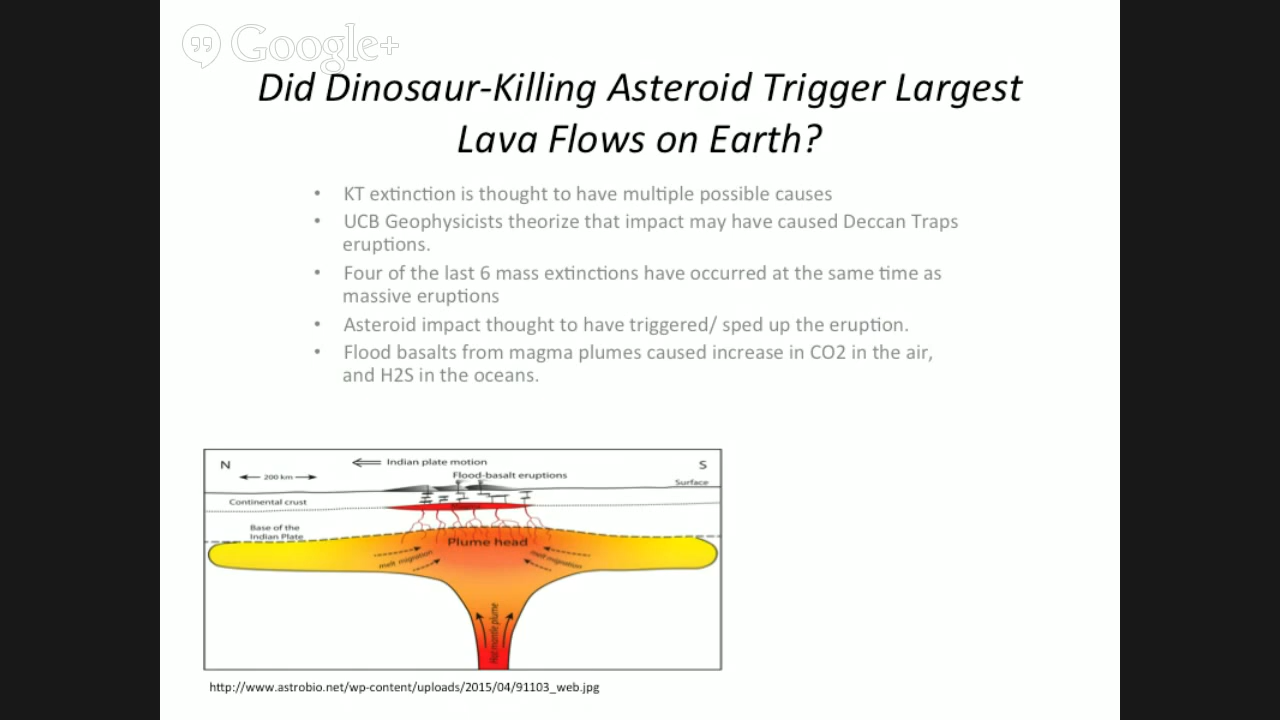 Google+
Did Dinosaur-Killing Asteroid Trigger Largest
Lava Flows on Earth?
• KT extinction is thought to have multiple possible causes
• UCB Geophysicists theorize that impact may have caused Deccan Traps
eruptions.
• Four of the last 6 mass extinctions have occurred at the same time as
massive eruptions
• Asteroid impact thought to have triggered/ sped up the eruption.
• Flood basalts from magma plumes caused increase in CO2 in the air,
and H2S in the oceans.
N
Indian plate motion
S
200 km
Flood-basalt eruptions
Surface
Continental crust
Base of the
Indian Plate
Plume head
melt migration
melt migration
Hot mantle plume
http://www.astrobio.net/wp-content/uploads/2015/04/91103_web.jpg